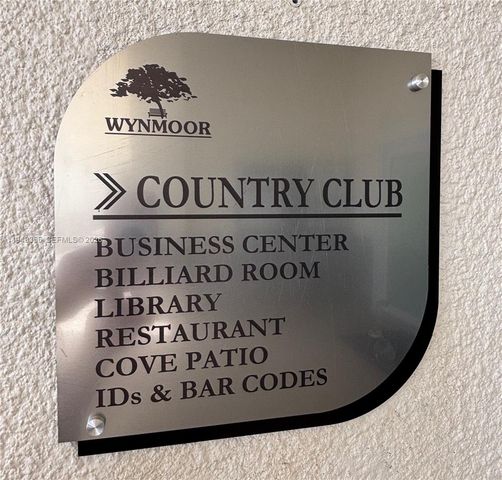 WYNMOOR
COUNTRY CLUB
BUSINESS CENTER
BILLIARD ROOM
LIBRARY
RESTAURANT
COVE PATIO
IDs & BAR CODES